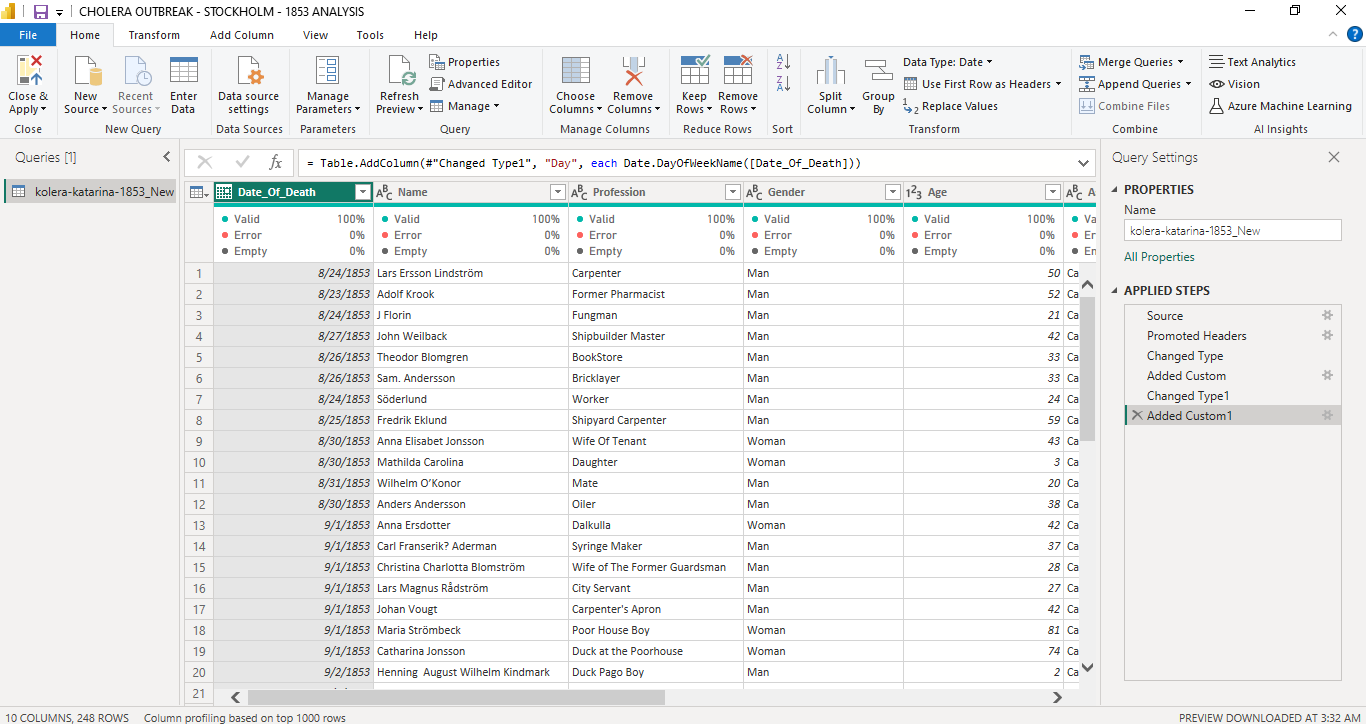 CHOLERA OUTBREAK - STOCKHOLM - 1853 ANALYSIS
File Home Transform Add Column View Tools Help
Close & Apply
New Source
Recent Sources
Enter Data
Data source settings
Manage Parameters
Refresh Preview
Properties
Advanced Editor
Manage
Choose Columns
Remove Columns
Keep Rows
Remove Rows
Split Column
Group By
Data Type: Date
Use First Row as Headers
Replace Values
Merge Queries
Append Queries
Combine Files
Text Analytics
Vision
Azure Machine Learning
Close New Query Data Sources Parameters Query Manage Columns Reduce Rows Sort Transform Combine AI Insights
Queries [1]
kolera-katarina-1853_New
= Table.AddColumn(#"Changed Type1", "Day", each Date.DayOfWeekName([Date_Of_Death]))
Date_Of_Death Name Profession Gender Age A
Valid 100% Valid 100% Valid 100% Valid 100% Valid 100% Va
Error 0% Error 0% Error 0% Error 0% Error 0% Er
Empty 0% Empty 0% Empty 0% Empty 0% Empty 0%
1 8/24/1853 Lars Ersson Lindström Carpenter Man 50 Ca
2 8/23/1853 Adolf Krook Former Pharmacist Man 52 Ca
3 8/24/1853 J Florin Fungman Man 21 Ca
4 8/27/1853 John Weilback Shipbuilder Master Man 42 Ca
5 8/26/1853 Theodor Blomgren BookStore Man 33 Ca
6 8/26/1853 Sam. Andersson Bricklayer Man 33 Ca
7 8/24/1853 Söderlund Worker Man 24 Ca
8 8/25/1853 Fredrik Eklund Shipyard Carpenter Man 59 Ca
9 8/30/1853 Anna Elisabet Jonsson Wife Of Tenant Woman 43 Ca
10 8/30/1853 Mathilda Carolina Daughter Woman 3 Ca
11 8/31/1853 Wilhelm O'Konor Mate Man 20 Ca
12 8/30/1853 Anders Andersson Oiler Man 38 Ca
13 9/1/1853 Anna Ersdotter Dalkulla Woman 42 Ca
14 9/1/1853 Carl Franserik? Aderman Syringe Maker Man 37 Ca
15 9/1/1853 Christina Charlotta Blomström Wife of The Former Guardsman Man 28 Ca
16 9/1/1853 Lars Magnus Rådström City Servant Man 27 Ca
17 9/1/1853 Johan Vougt Carpenter's Apron Man 42 Ca
18 9/1/1853 Maria Strömbeck Poor House Boy Woman 81 Ca
19 9/1/1853 Catharina Jonsson Duck at the Poorhouse Woman 74 Ca
20 9/2/1853 Henning August Wilhelm Kindmark Duck Pago Boy Man 2 Ca
21
Query Settings
PROPERTIES
Name
kolera-katarina-1853_New
All Properties
APPLIED STEPS
Source
Promoted Headers
Changed Type
Added Custom
Changed Type1
Added Custom1
10 COLUMNS, 248 ROWS Column profiling based on top 1000 rows PREVIEW DOWNLOADED AT 3:32 AM